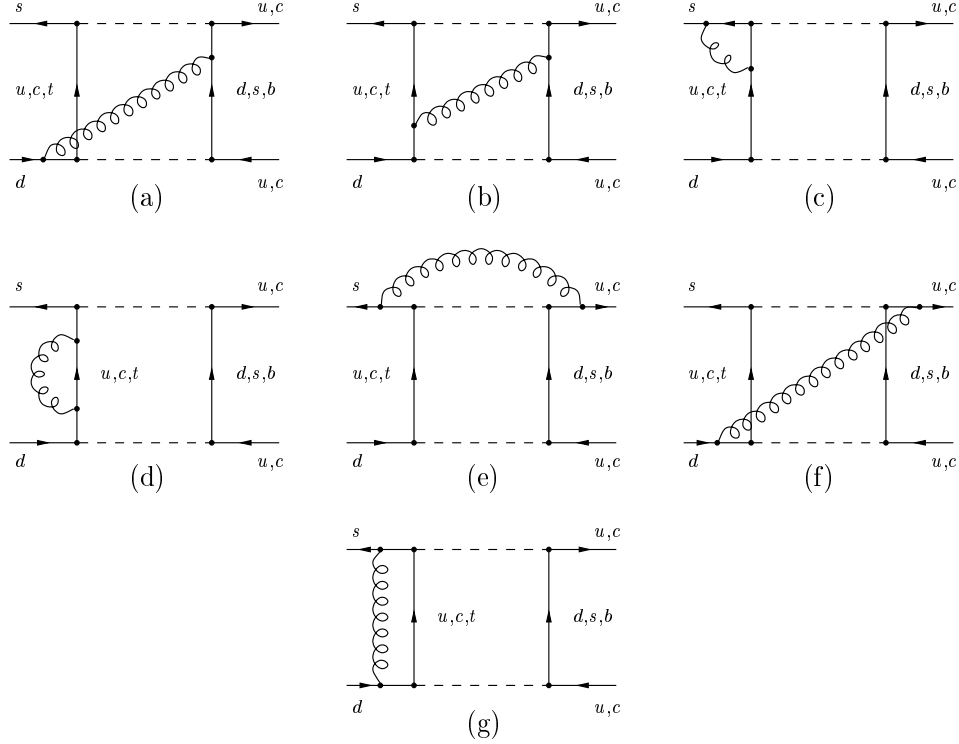 s u,c s u,c s u,c
u,c,t d,s,b u,c,t d,s,b u,c,t d,s,b
d u,c d u,c d u,c
(a) (b) (c)
s u,c s u,c s u,c
u,c,t d,s,b u,c,t d,s,b u,c,t d,s,b
d u,c d u,c d u,c
(d) (e) (f)
s u,c
u,c,t d,s,b
d u,c
(g)